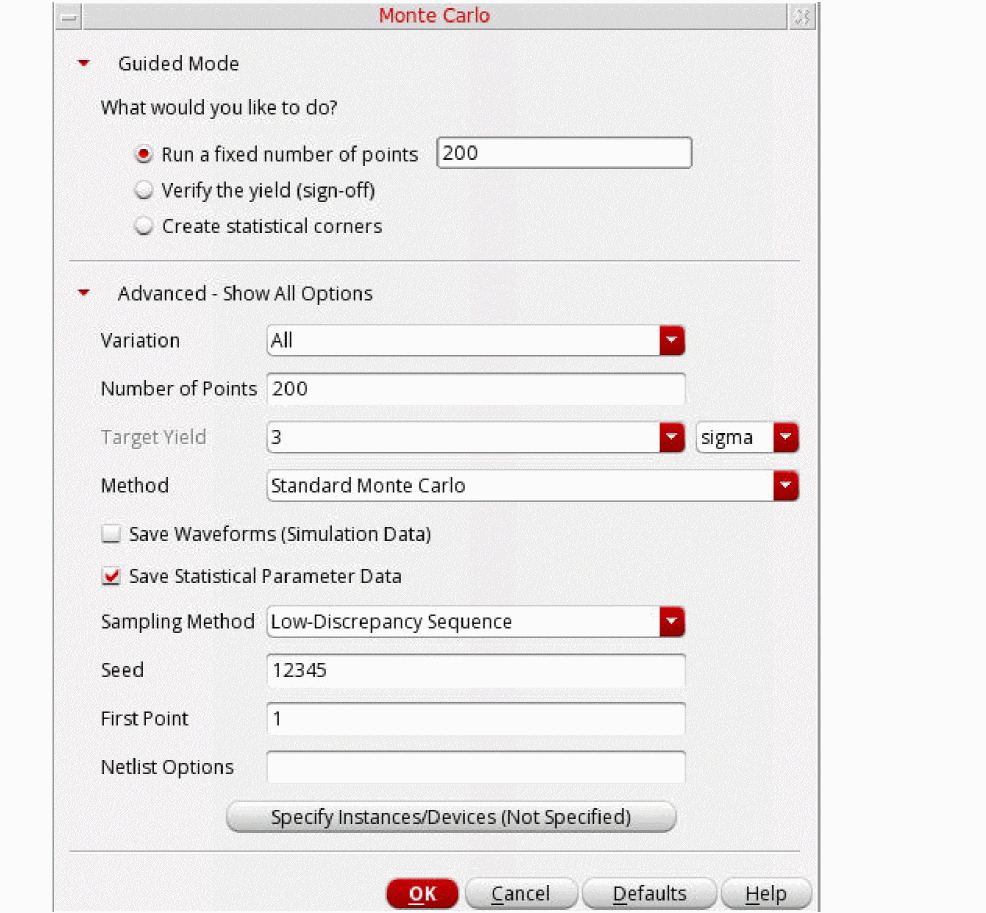 Monte Carlo
Guided Mode
What would you like to do?
Run a fixed number of points 200
Verify the yield (sign-off)
Create statistical corners
Advanced - Show All Options
Variation All
Number of Points 200
Target Yield 3 sigma
Method Standard Monte Carlo
Save Waveforms (Simulation Data)
Save Statistical Parameter Data
Sampling Method Low-Discrepancy Sequence
Seed 12345
First Point 1
Netlist Options
Specify Instances/Devices (Not Specified)
OK Cancel Defaults Help